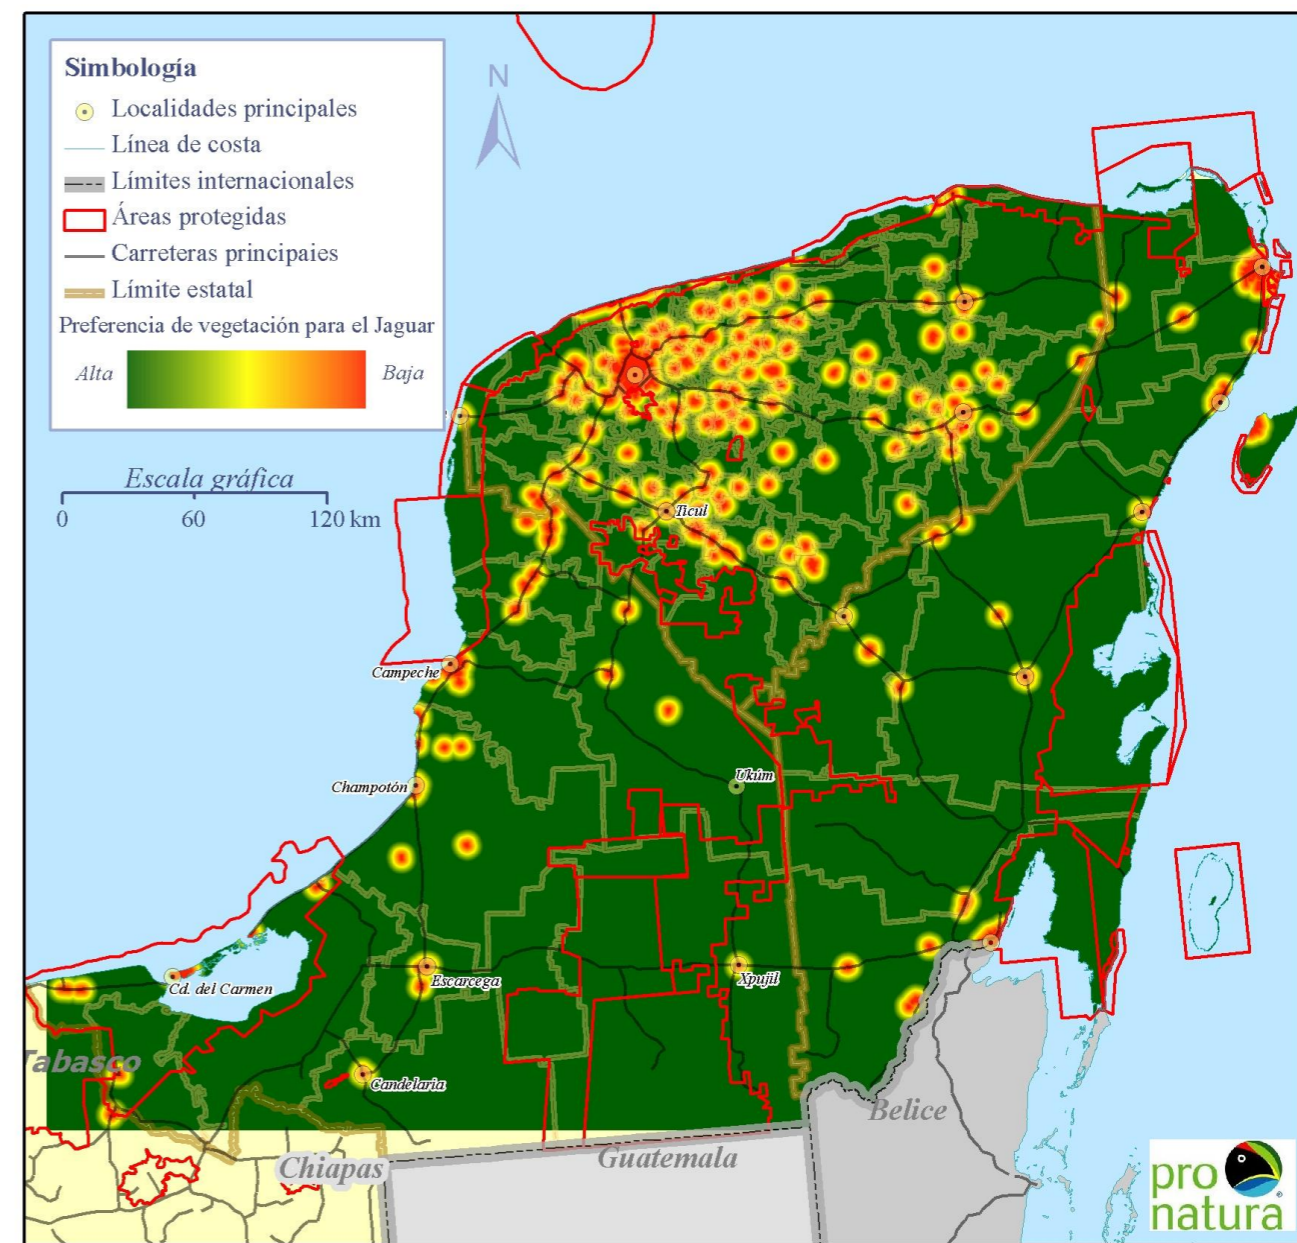 Simbología
Localidades principales
Línea de costa
Límites internacionales
Áreas protegidas
Carreteras principaies
Límite estatal
Preferencia de vegetación para el Jaguar
Alta
Baja
N
Escala gráfica
0 60 120 km
Ticul
Campeche
Champotón
Ukúm
Cd. del Carmen
Escarcega
Xpujil
Tabasco
Candelaria
Belice
Guatemala
Chiapas
pro
natura